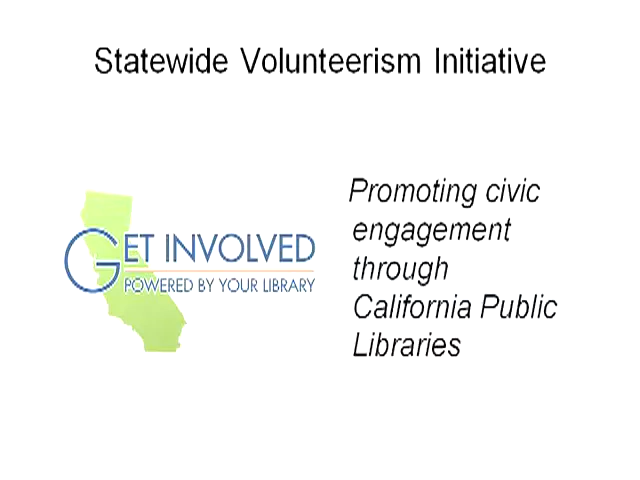 Statewide Volunteerism Initiative
GET INVOLVED
POWERED BY YOUR LIBRARY
Promoting civic
engagement
through
California Public
Libraries